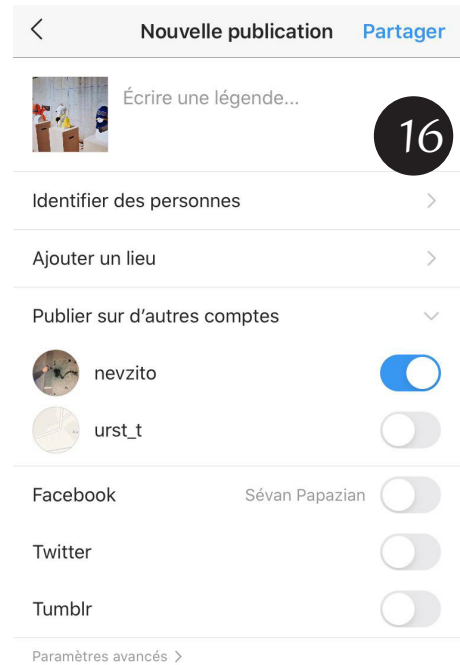 Nouvelle publication Partager
Écrire une légende...
16
Identifier des personnes
Ajouter un lieu
Publier sur d’autres comptes
nevzito
urst_t
Facebook Sévan Papazian
Twitter
Tumblr
Paramètres avancés